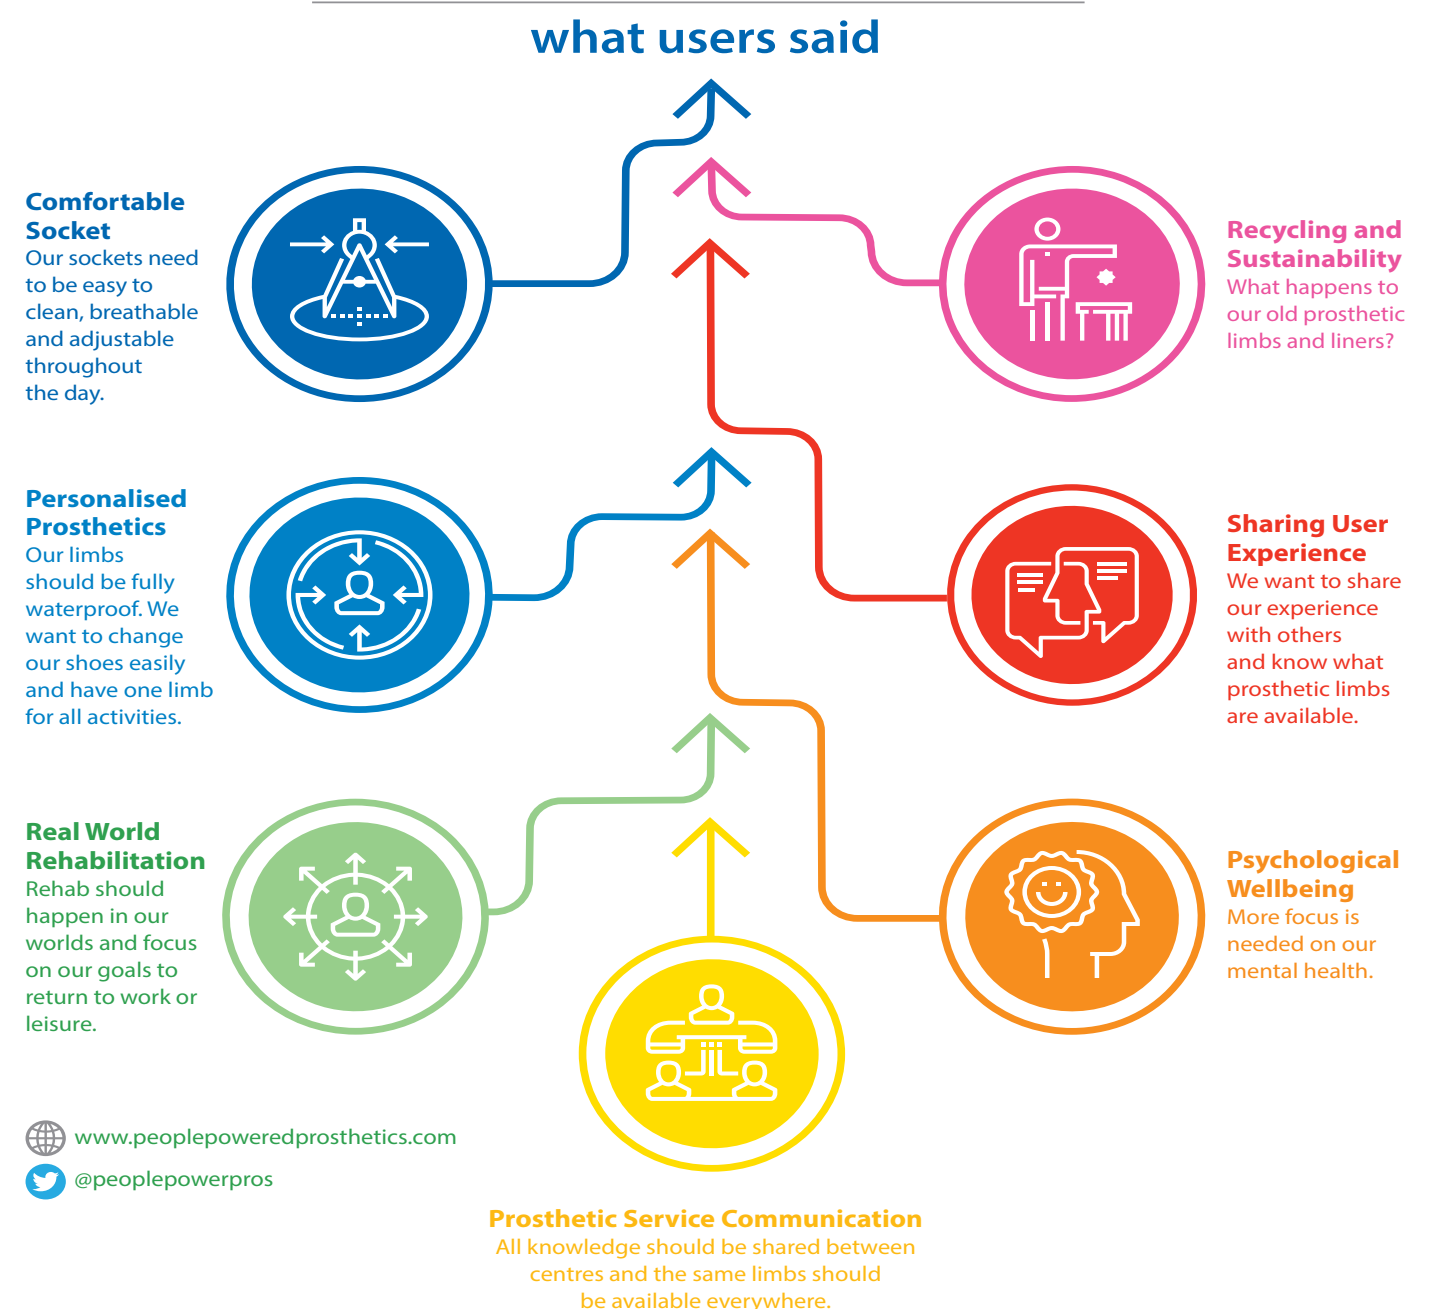 what users said
Comfortable
Socket
Our sockets need
to be easy to
clean, breathable
and adjustable
throughout
the day.
Recycling and
Sustainability
What happens to
our old prosthetic
limbs and liners?
Personalised
Prosthetics
Our limbs
should be fully
waterproof. We
want to change
our shoes easily
and have one limb
for all activities.
Sharing User
Experience
We want to share
our experience
with others
and know what
prosthetic limbs
are available.
Real World
Rehabilitation
Rehab should
happen in our
worlds and focus
on our goals to
return to work or
leisure.
Psychological
Wellbeing
More focus is
needed on our
mental health.
www.peoplepoweredprosthetics.com
@peoplepowerpros
Prosthetic Service Communication
All knowledge should be shared between
centres and the same limbs should
be available everywhere.